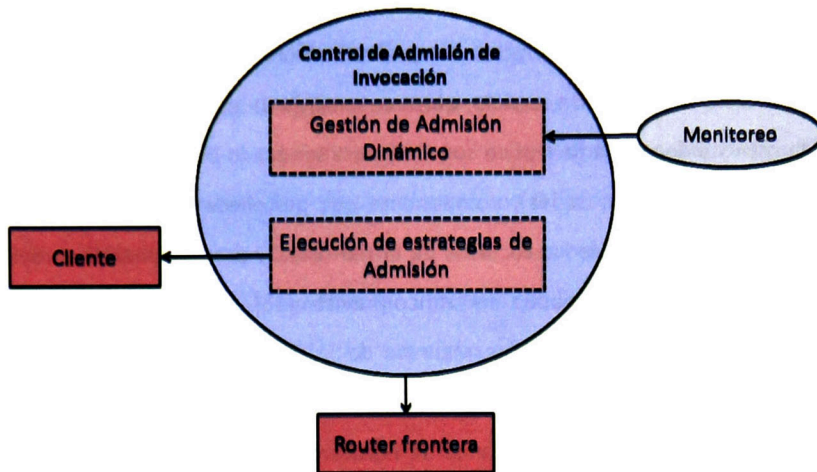 Control de Admisión de
Invocación
Gestión de Admisión
Dinámico
Monitoreo
Ejecución de estrategias de
Admisión
Cliente
Router frontera